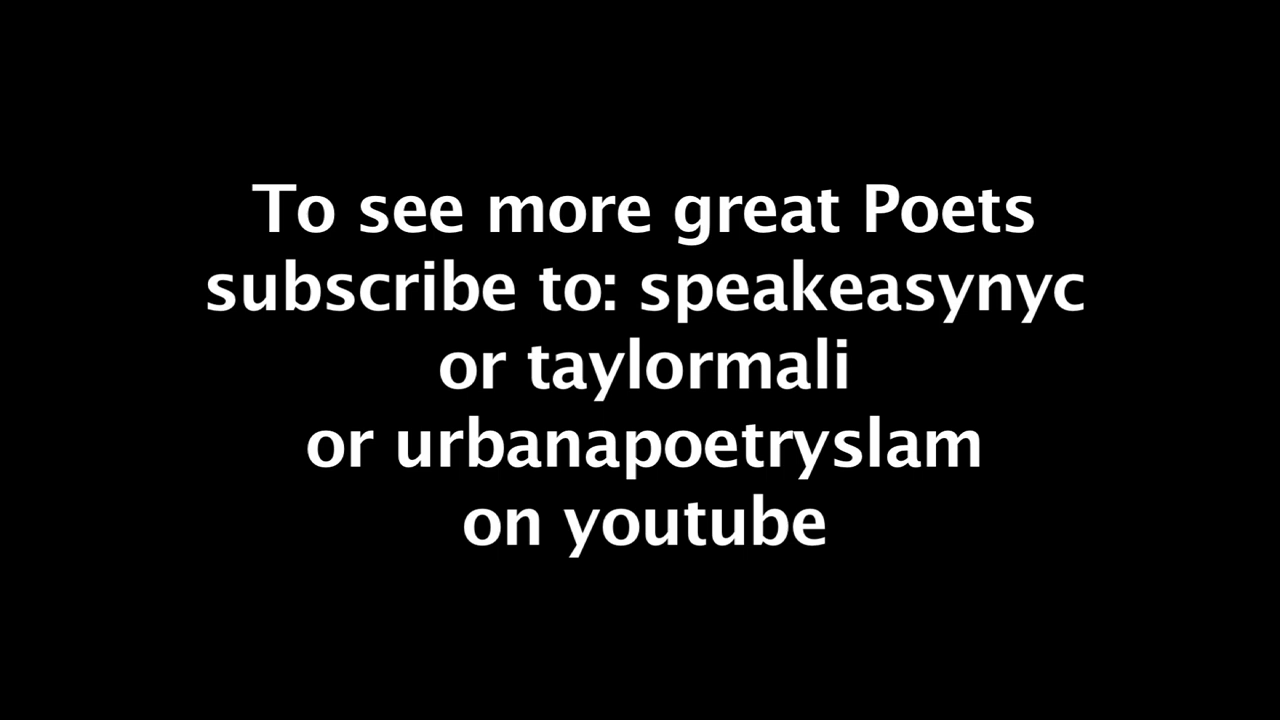 To see more great Poets
subscribe to: speakeasynyc
or taylormali
or urbanapoetryslam
on youtube